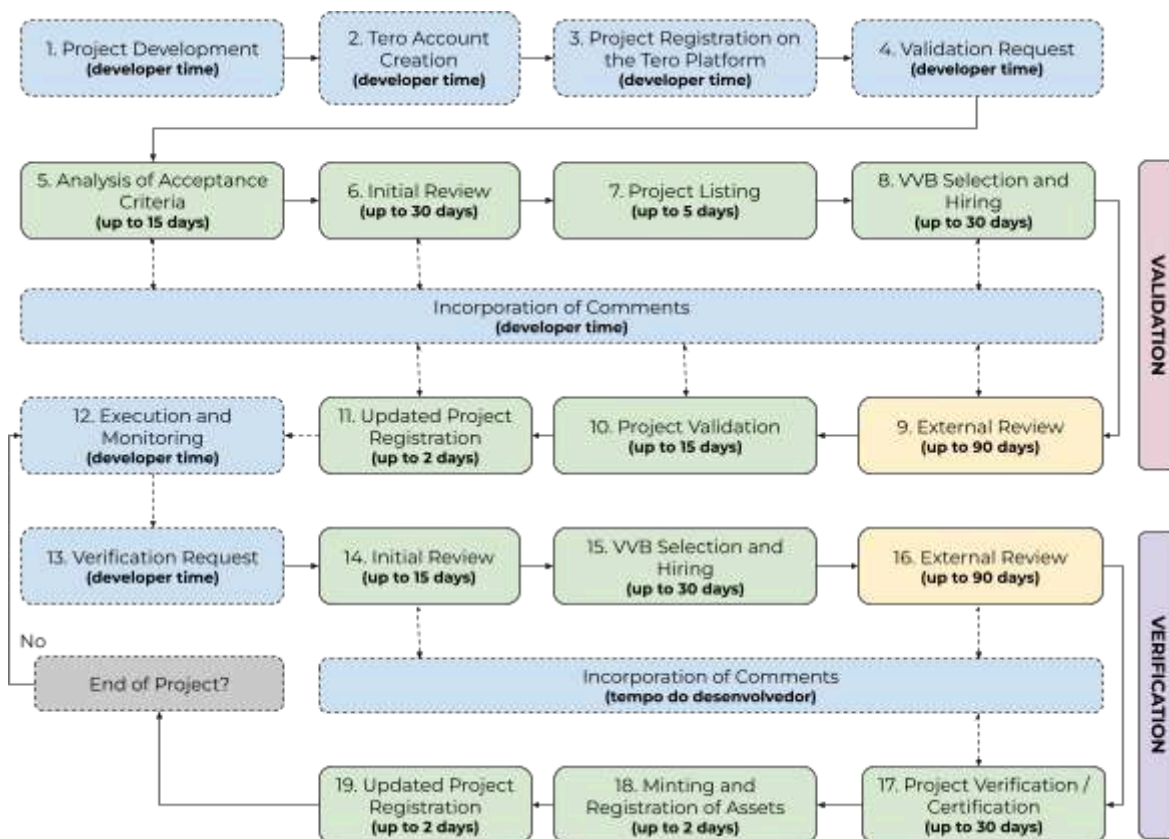 1. Project Development
(developer time)
2. Tero Account
Creation
(developer time)
3. Project Registration on
the Tero Platform
(developer time)
4. Validation Request
(developer time)
5. Analysis of Acceptance
Criteria
(up to 15 days)
6. Initial Review
(up to 30 days)
7. Project Listing
(up to 5 days)
8. VVB Selection and
Hiring
(up to 30 days)
VALIDATION
Incorporation of Comments
(developer time)
12. Execution and
Monitoring
(developer time)
11. Updated Project
Registration
(up to 2 days)
10. Project Validation
(up to 15 days)
9. External Review
(up to 90 days)
13. Verification Request
(developer time)
14. Initial Review
(up to 15 days)
15. VVB Selection and
Hiring
(up to 30 days)
16. External Review
(up to 90 days)
VERIFICATION
No
End of Project?
Incorporation of Comments
(tempo do desenvolvedor)
19. Updated Project
Registration
(up to 2 days)
18. Minting and
Registration of Assets
(up to 2 days)
17. Project Verification /
Certification
(up to 30 days)